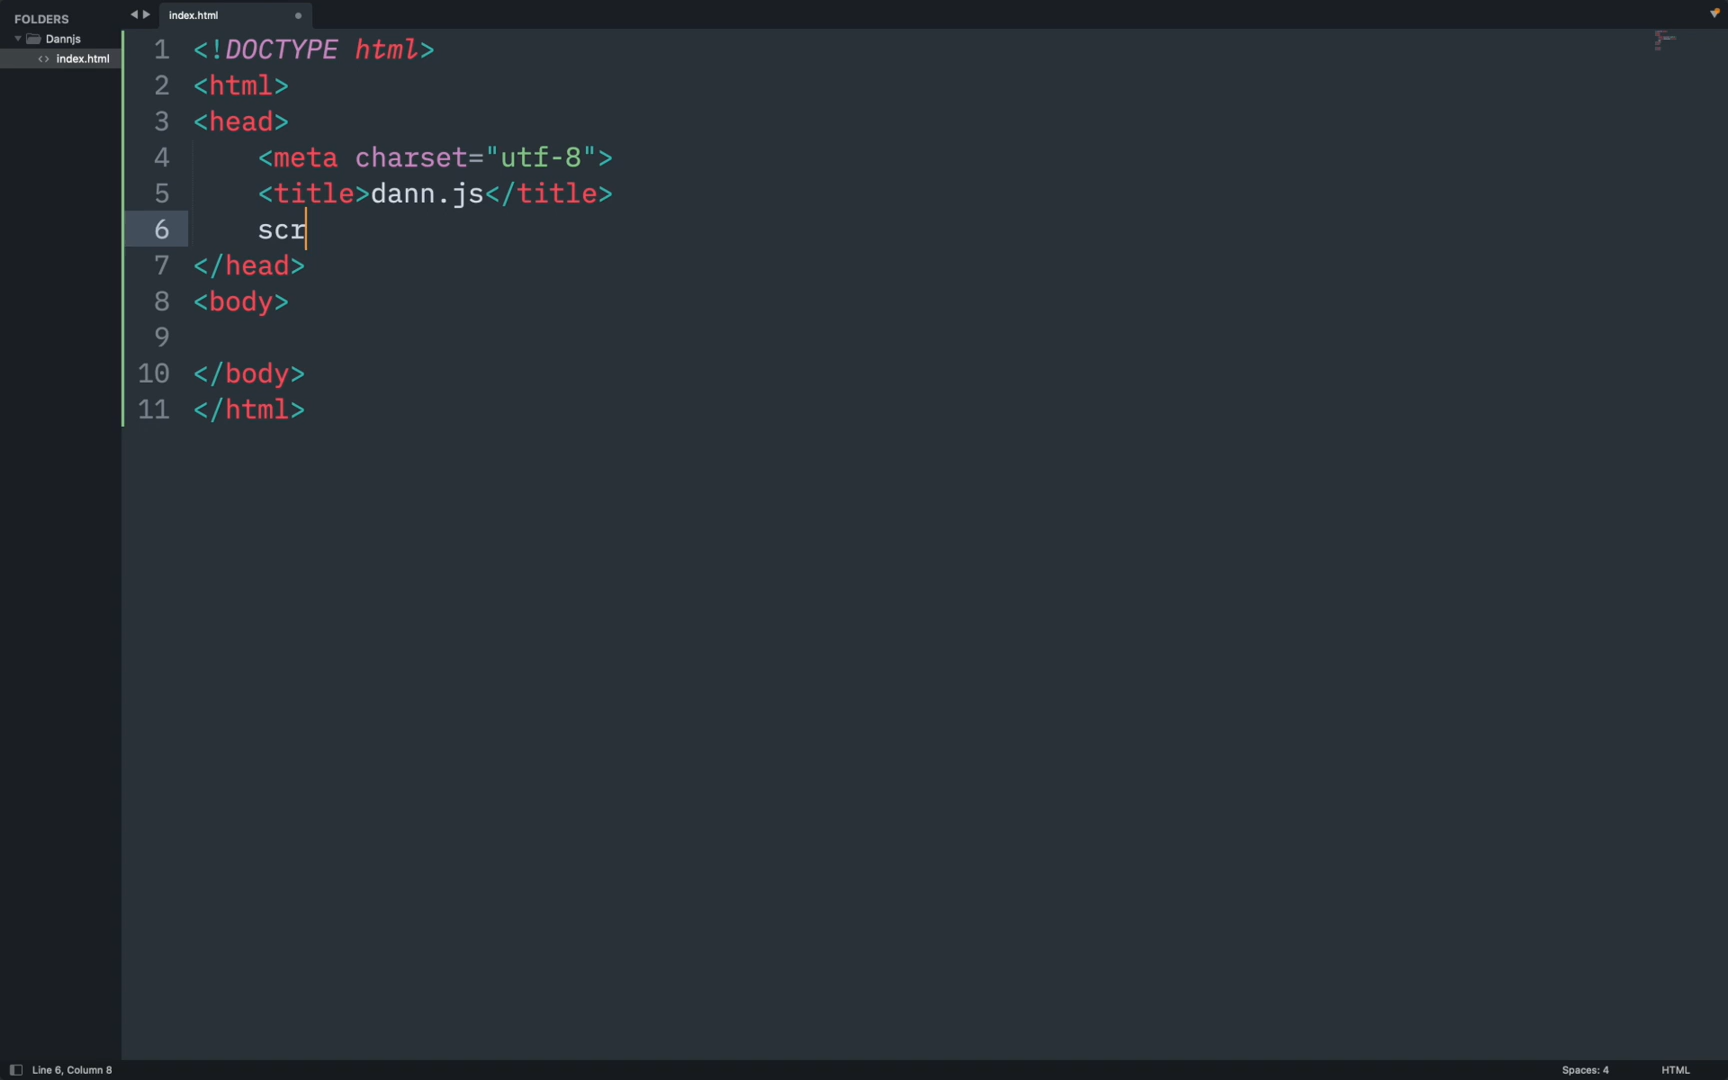 FOLDERS
Dannjs
<> index.html
index.html
1 <!DOCTYPE html>
2 <html>
3 <head>
4     <meta charset="utf-8">
5     <title>dann.js</title>
6     scr
7 </head>
8 <body>
9
10 </body>
11 </html>
Line 6, Column 8
Spaces: 4
HTML